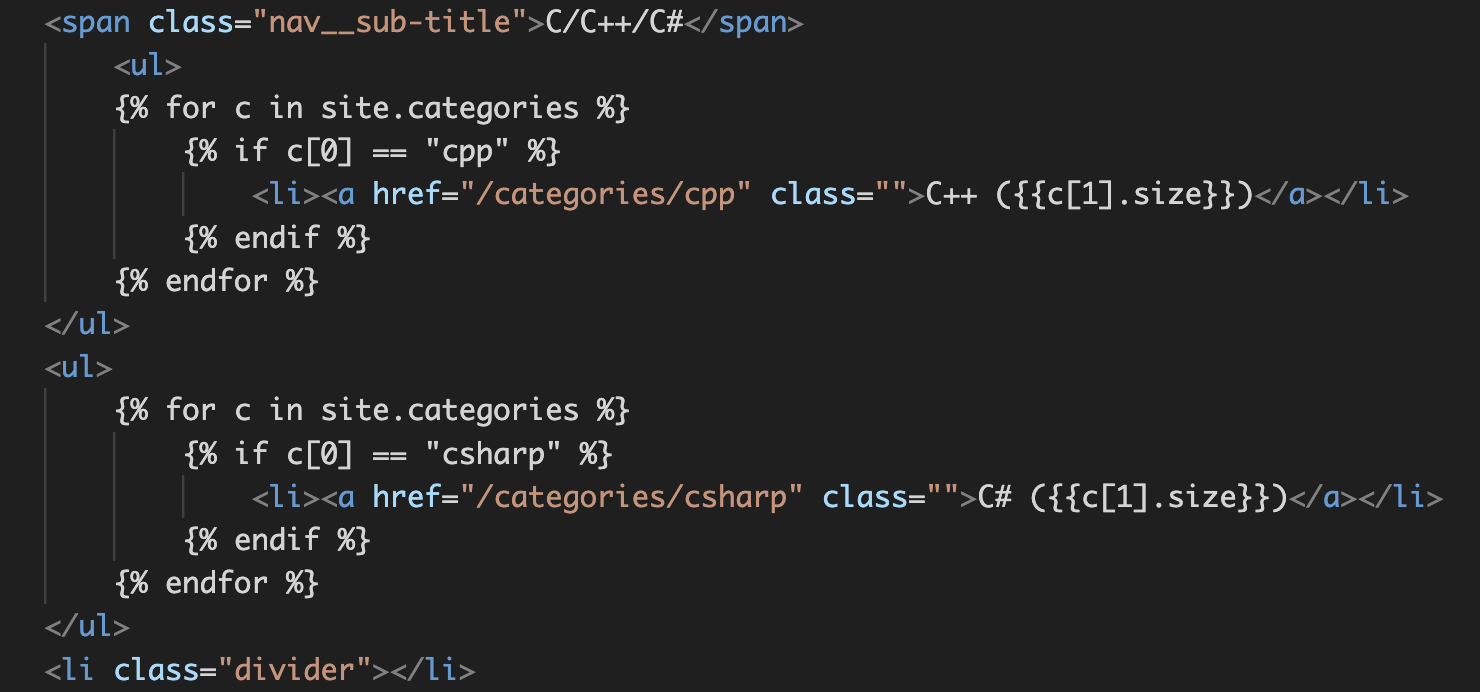 <span class="nav__sub-title">C/C++/C#</span>
    <ul>
    {% for c in site.categories %}
        {% if c[0] == "cpp" %}
            <li><a href="/categories/cpp" class="">C++ ({{c[1].size}})</a></li>
        {% endif %}
    {% endfor %}
</ul>
<ul>
    {% for c in site.categories %}
        {% if c[0] == "csharp" %}
            <li><a href="/categories/csharp" class="">C# ({{c[1].size}})</a></li>
        {% endif %}
    {% endfor %}
</ul>
<li class="divider"></li>